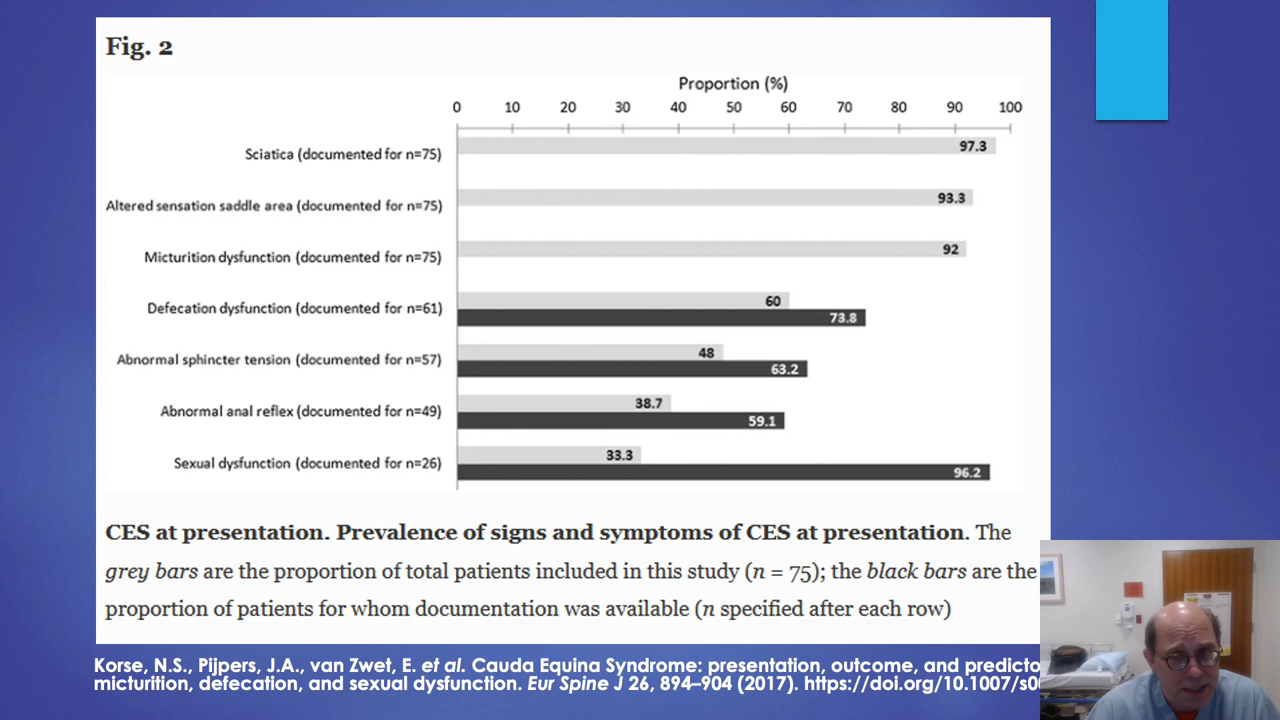 Fig. 2
Proportion (%)
0 10 20 30 40 50 60 70 80 90 100
Sciatica (documented for n=75) 97.3
Altered sensation saddle area (documented for n=75) 93.3
Micturition dysfunction (documented for n=75) 92
Defecation dysfunction (documented for n=61) 60
73.8
Abnormal sphincter tension (documented for n=57) 48
63.2
Abnormal anal reflex (documented for n=49) 38.7
59.1
Sexual dysfunction (documented for n=26) 33.3
96.2
CES at presentation. Prevalence of signs and symptoms of CES at presentation. The
grey bars are the proportion of total patients included in this study (n = 75); the black bars are the
proportion of patients for whom documentation was available (n specified after each row)
Korse, N.S., Pijpers, J.A., van Zwet, E. et al. Cauda Equina Syndrome: presentation, outcome, and predicto
micturition, defecation, and sexual dysfunction. Eur Spine J 26, 894–904 (2017). https://doi.org/10.1007/s0